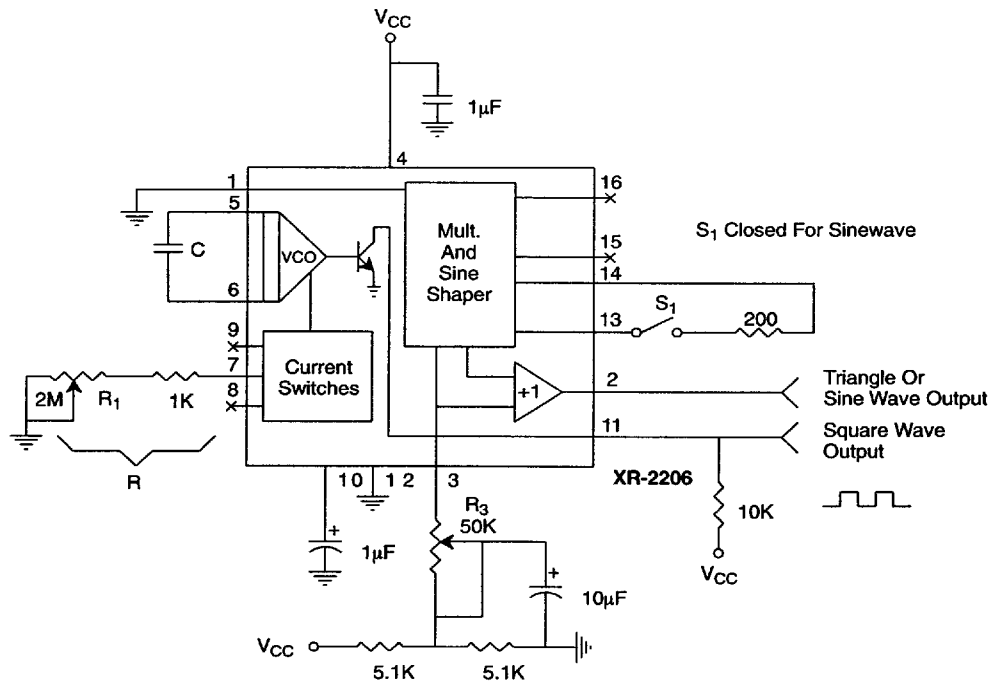 VCC
1μF
4
1
16
5
Mult.
And
Sine
Shaper
S1 Closed For Sinewave
C
VCO
15
14
6
S1
13
200
9
7
8
Current
Switches
2M
R1
1K
+1
2
Triangle Or
Sine Wave Output
11
Square Wave
Output
R
10
1 2
3
XR-2206
R3
50K
10K
+
1μF
VCC
+
10μF
VCC
5.1K
5.1K